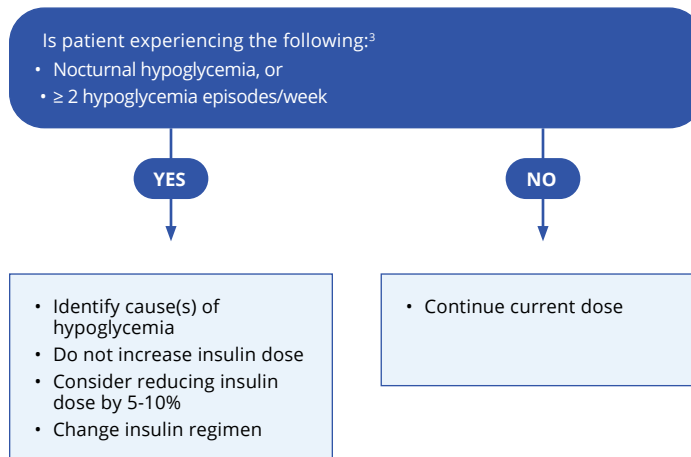 Is patient experiencing the following:³
• Nocturnal hypoglycemia, or
• ≥ 2 hypoglycemia episodes/week
YES
NO
• Identify cause(s) of
hypoglycemia
• Do not increase insulin dose
• Consider reducing insulin
dose by 5-10%
• Change insulin regimen
• Continue current dose